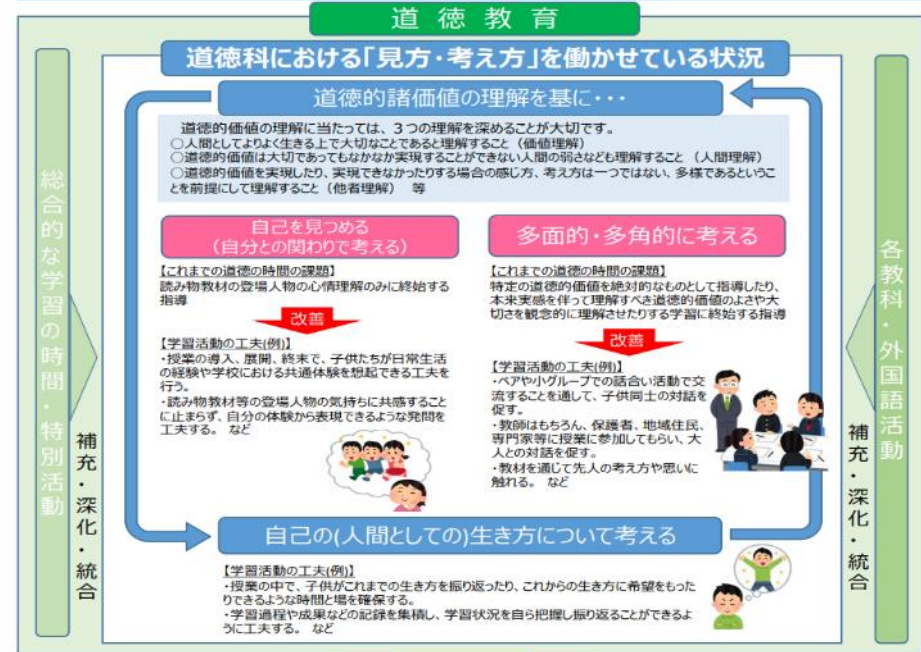 道徳教育
道徳科における「見方・考え方」を働かせている状況
道徳的諸価値の理解を基に・・・
道徳的価値の理解に当たっては、３つの理解を深めることが大切です。
○人間としてよりよく生きる上で大切なことであると理解すること（価値理解）
○道徳的価値は大切であってもなかなか実現することができない人間の弱さなども理解すること（人間理解）
○道徳的価値を実現したり、実現できなかったりする場合の感じ方、考え方は一つではない、多様であるというこ
とを前提にして理解すること（他者理解）　等
自己を見つめる
（自分との関わりで考える）
【これまでの道徳の時間の課題】
読み物教材の登場人物の心情理解のみに終始する
指導
改善
【学習活動の工夫(例)】
・授業の導入、展開、終末で、子供たちが日常生活
の経験や学校における共通体験を想起できる工夫を
行う。
・読み物教材等の登場人物の気持ちに共感すること
に止まらず、自分の体験から表現できるような発問を
工夫する。 など
多面的・多角的に考える
【これまでの道徳の時間の課題】
特定の道徳的価値を絶対的なものとして指導したり、
本来実感を伴って理解すべき道徳的価値のよさや大
切さを観念的に理解させたりする学習に終始する指導
改善
【学習活動の工夫(例)】
・ペアや小グループでの話合い活動で交
流することを通して、子供同士の対話を
促す。
・教師はもちろん、保護者、地域住民、
専門家等に授業に参加してもらい、大
人との対話を促す。
・教材を通じて先人の考え方や思いに
触れる。 など
自己の(人間としての)生き方について考える
【学習活動の工夫(例)】
・授業の中で、子供がこれまでの生き方を振り返ったり、これからの生き方に希望をもった
りできるような時間と場を確保する。
・学習過程や成果などの記録を集積し、学習状況を自ら把握し振り返ることができるよ
うに工夫する。 など
総合的な学習の時間・特別活動
補充・深化・統合
各教科・外国語活動
補充・深化・統合